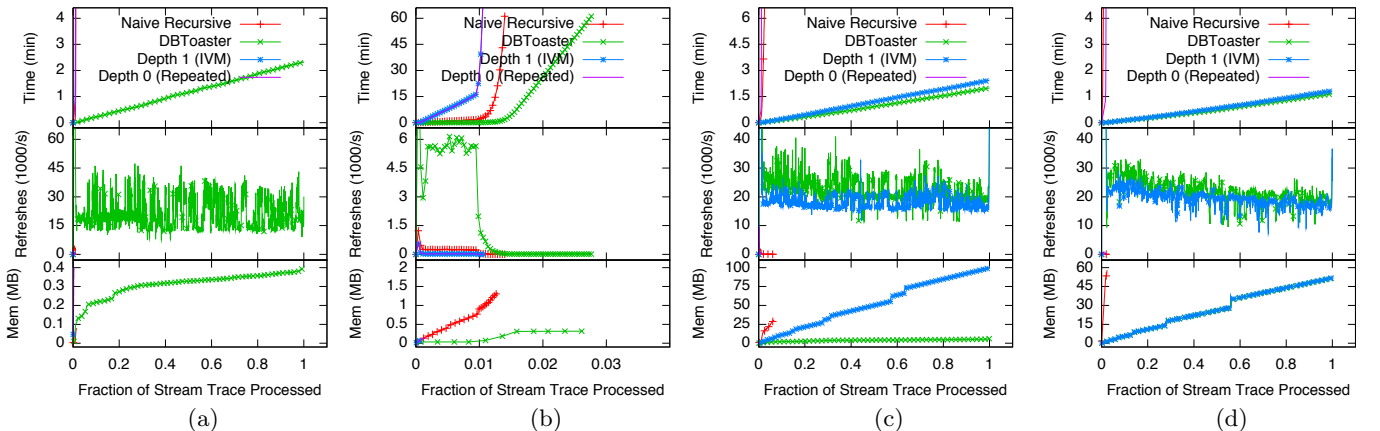 Time (min)
4
3
2
1
0
Naive Recursive
DBToaster
Depth 1 (IVM)
Depth 0 (Repeated)
Refreshes (1000/s)
60
45
30
15
0
Mem (MB)
0.4
0.3
0.2
0.1
0
0 0.2 0.4 0.6 0.8 1
Fraction of Stream Trace Processed
(a)
Time (min)
60
45
30
15
0
Naive Recursive
DBToaster
Depth 1 (IVM)
Depth 0 (Repeated)
Refreshes (1000/s)
6
5
4
3
2
1
0
Mem (MB)
2
1.5
1
0.5
0
0 0.01 0.02 0.03
Fraction of Stream Trace Processed
(b)
Time (min)
6
4.5
3
1.5
0
Naive Recursive
DBToaster
Depth 1 (IVM)
Depth 0 (Repeated)
Refreshes (1000/s)
40
30
20
10
0
Mem (MB)
100
75
50
25
0
0 0.2 0.4 0.6 0.8 1
Fraction of Stream Trace Processed
(c)
Time (min)
4
3
2
1
0
Naive Recursive
DBToaster
Depth 1 (IVM)
Depth 0 (Repeated)
Refreshes (1000/s)
40
30
20
10
0
Mem (MB)
60
45
30
15
0
0 0.2 0.4 0.6 0.8 1
Fraction of Stream Trace Processed
(d)